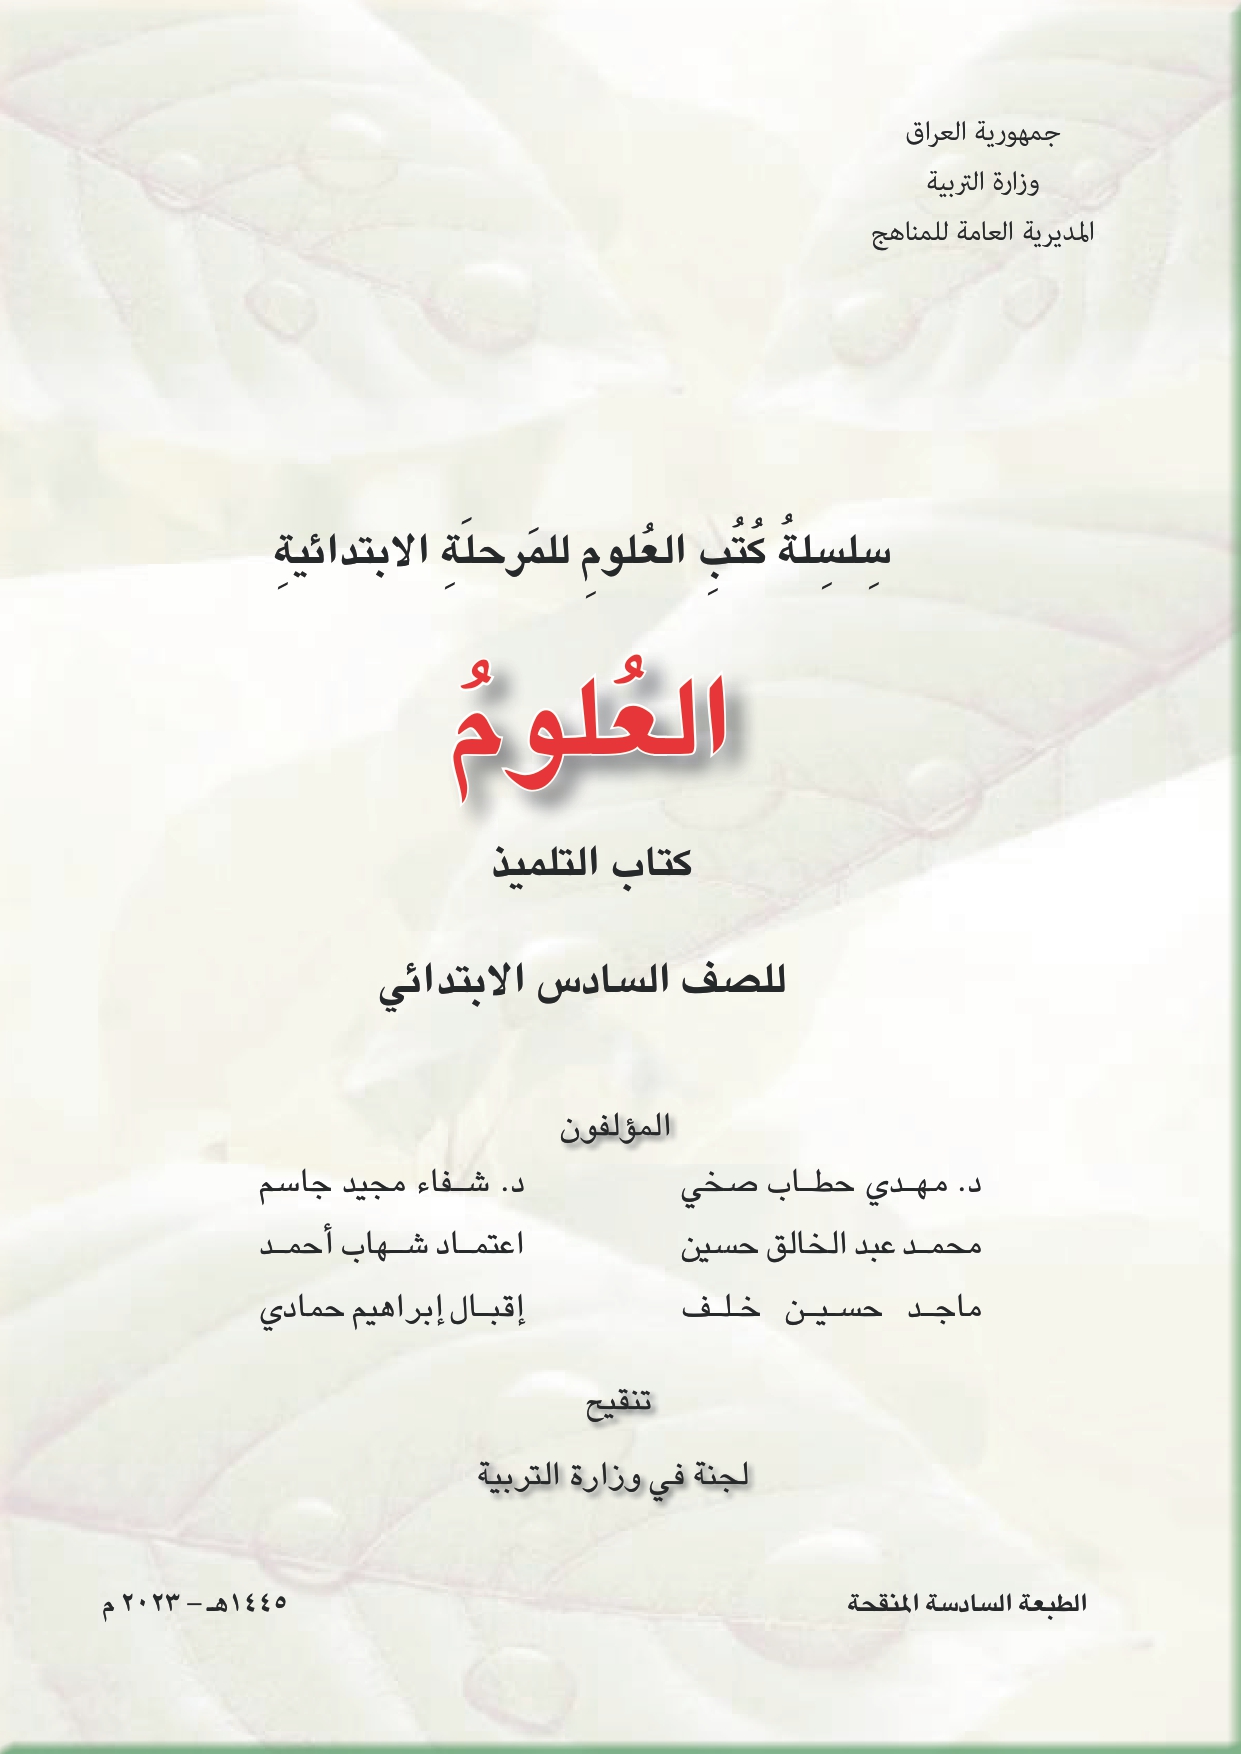 جمهورية العراق
وزارة التربية
المديرية العامة للمناهج
سِلسِلةُ كُتُبِ العُلومِ للمَرحلَةِ الابتدائيةِ
العُلومُ
كتاب التلميذ
للصف السادس الابتدائي
المؤلفون
د. مهدي حطاب صخي د. شفاء مجيد جاسم
محمد عبد الخالق حسين اعتماد شهاب أحمد
ماجد حسين خلف إقبال إبراهيم حمادي
تنقيح
لجنة في وزارة التربية
الطبعة السادسة المنقحة ١٤٤٥هـ – ٢٠٢٣ م